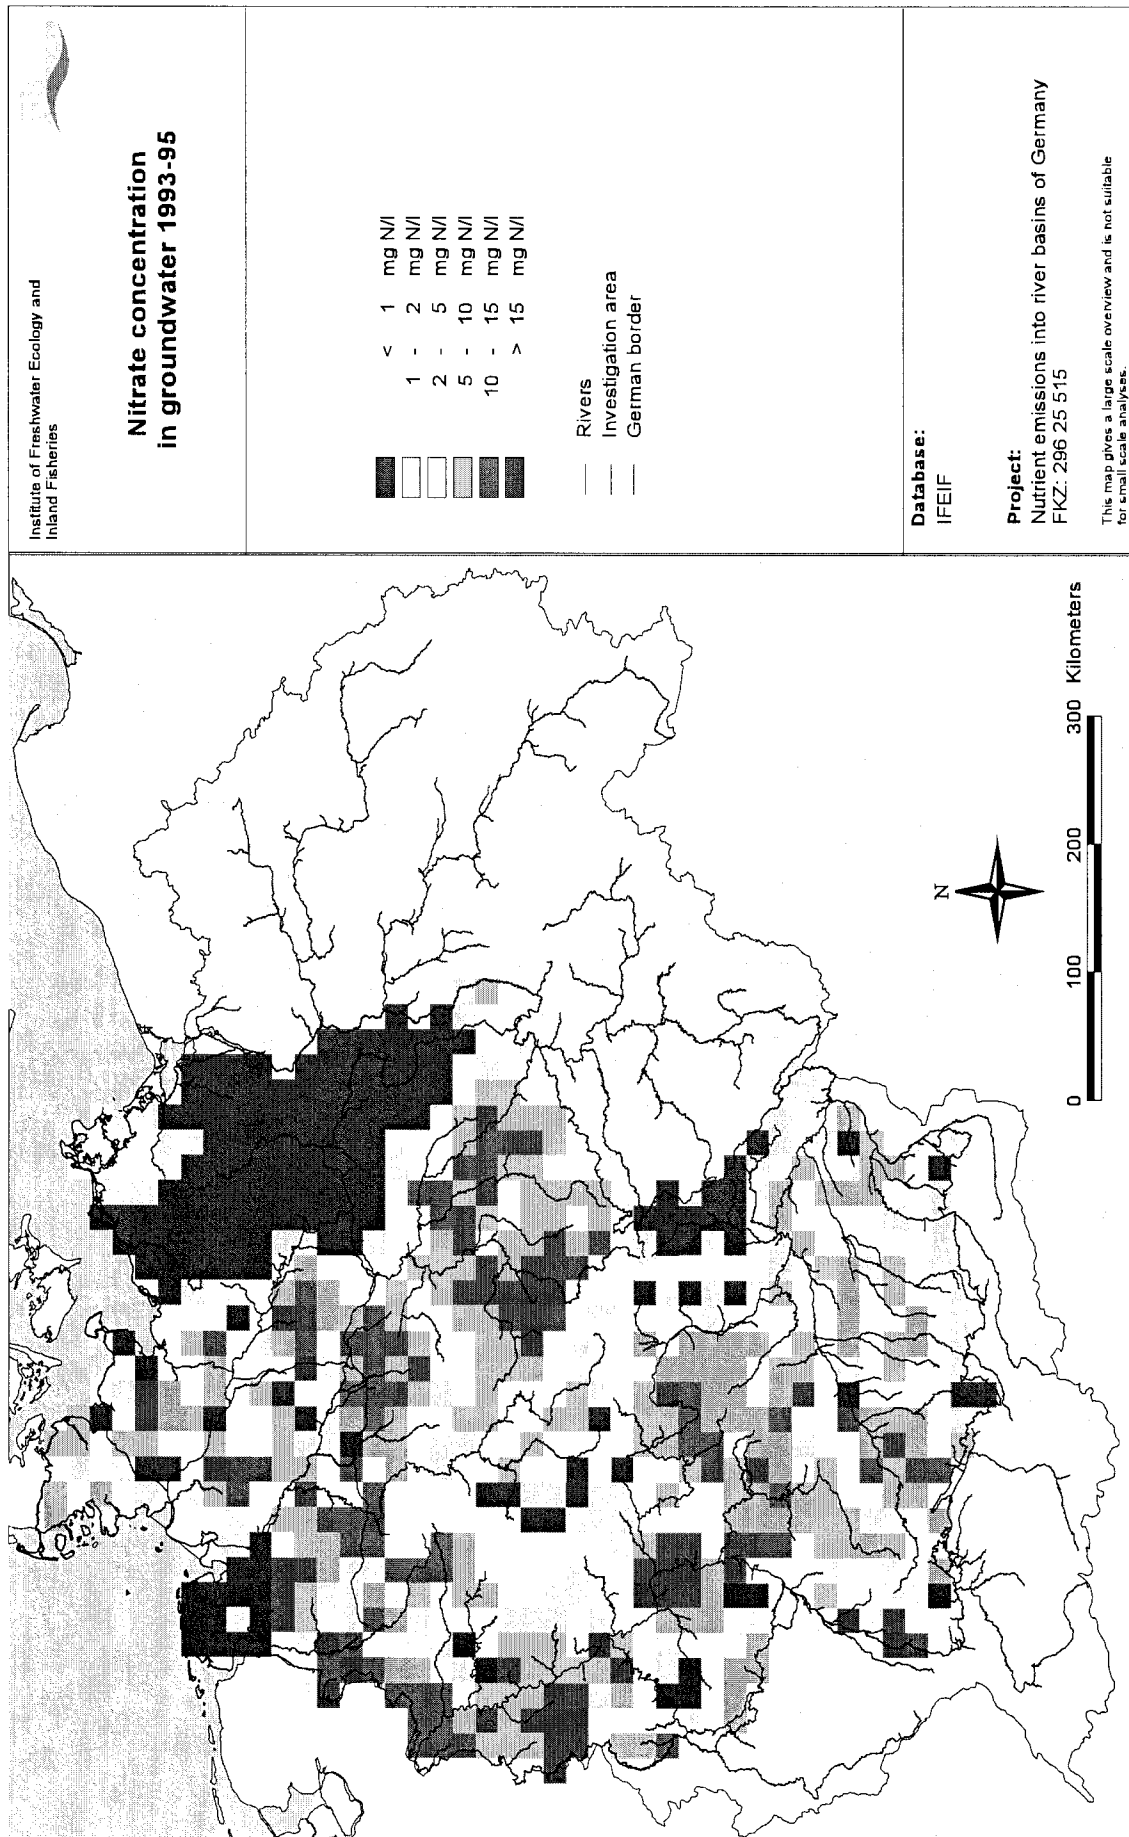 Institute of Freshwater Ecology and
Inland Fisheries
Nitrate concentration
in groundwater 1993-95
< 1 mg N/l
1 - 2 mg N/l
2 - 5 mg N/l
5 - 10 mg N/l
10 - 15 mg N/l
> 15 mg N/l
Rivers
Investigation area
German border
Database:
IFEIF
Project:
Nutrient emissions into river basins of Germany
FKZ: 296 25 515
This map gives a large scale overview and is not suitable
for small scale analyses.
N
0 100 200 300 Kilometers